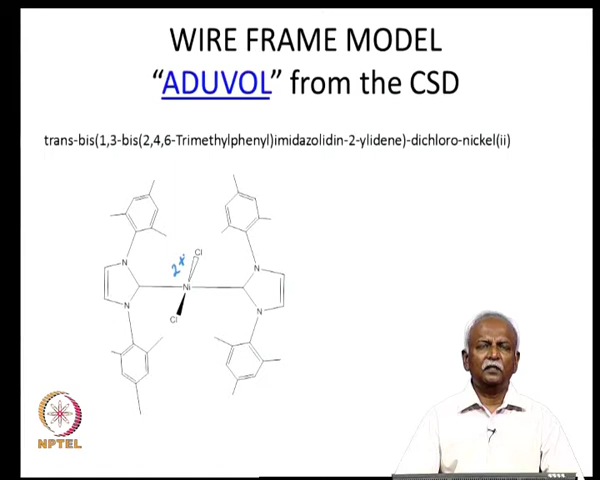 WIRE FRAME MODEL
“ADUVOL” from the CSD
trans-bis(1,3-bis(2,4,6-Trimethylphenyl)imidazolidin-2-ylidene)-dichloro-nickel(ii)
N
N
Cl
2+
Ni
Cl
N
N
NPTEL